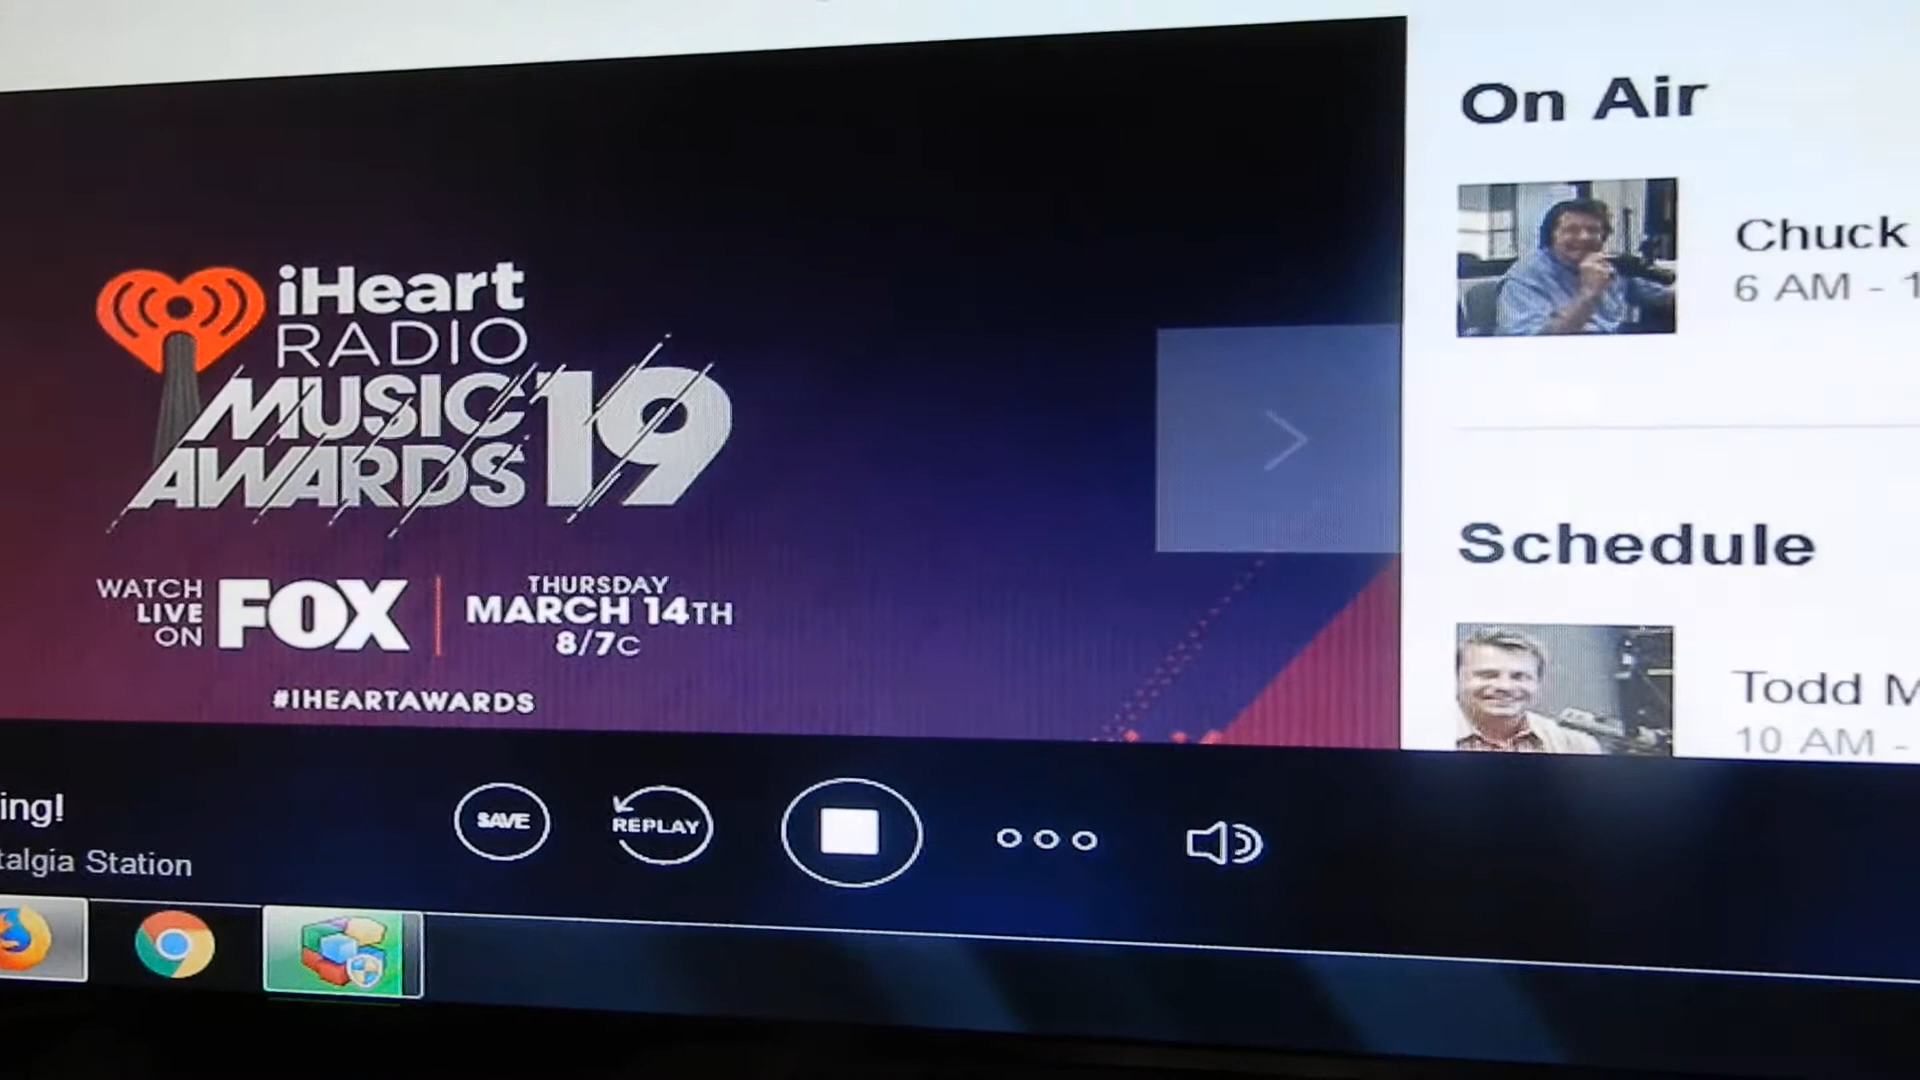 On Air
Chuck
6 AM - 1
iHeart
RADIO
MUSIC
AWARDS
'19
WATCH
LIVE
ON
FOX
THURSDAY
MARCH 14TH
8/7C
#IHEARTAWARDS
Schedule
Todd M
10 AM -
ing!
talgia Station
SAVE
REPLAY